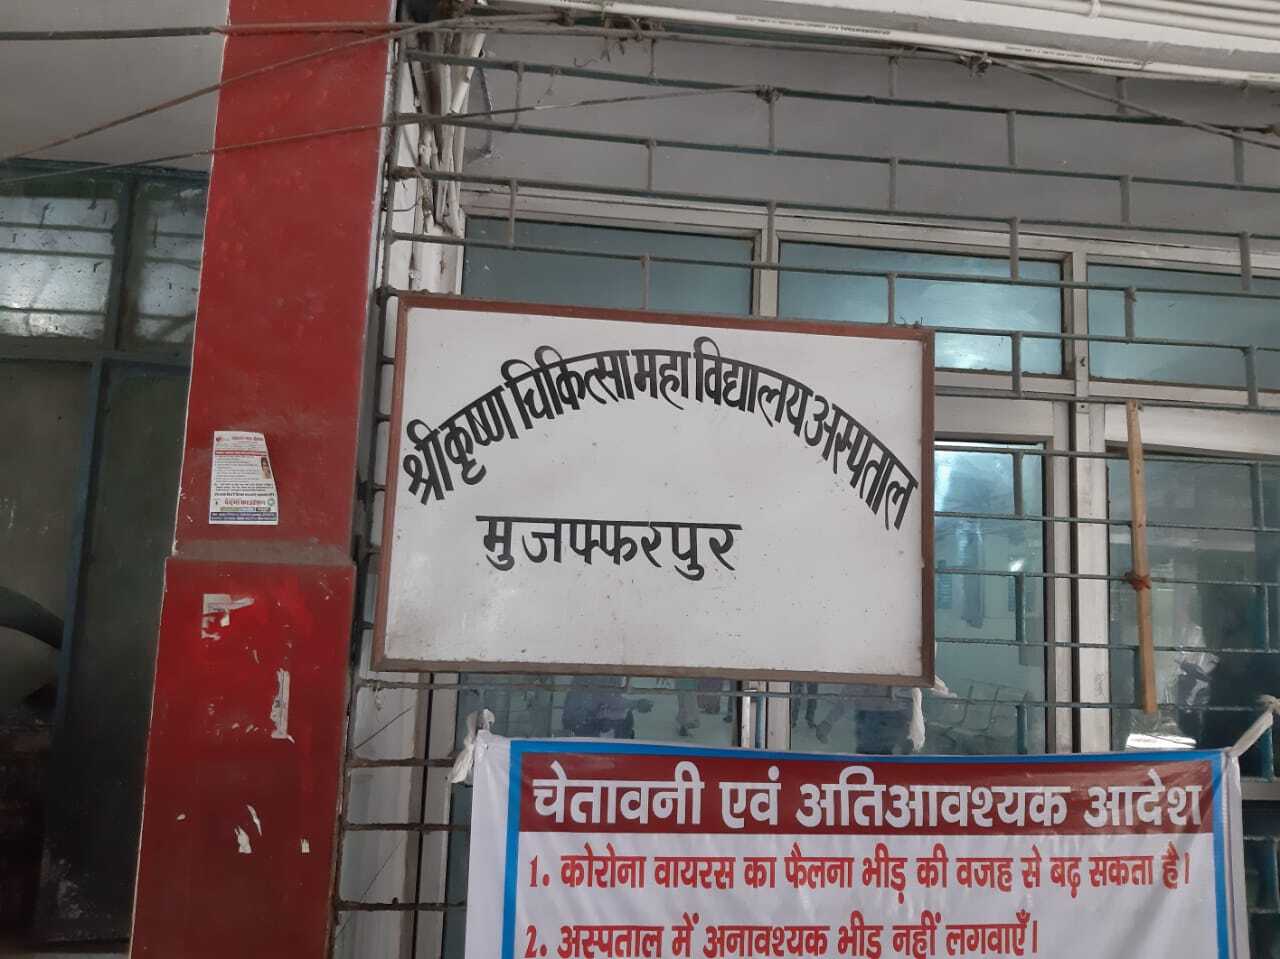 श्रीकृष्ण चिकित्सा महा विद्यालय अस्पताल
मुजफ्फरपुर
चेतावनी एवं अतिआवश्यक आदेश
1. कोरोना वायरस का फैलना भीड़ की वजह से बढ़ सकता है।
2. अस्पताल में अनावश्यक भीड़ नहीं लगवाएँ।